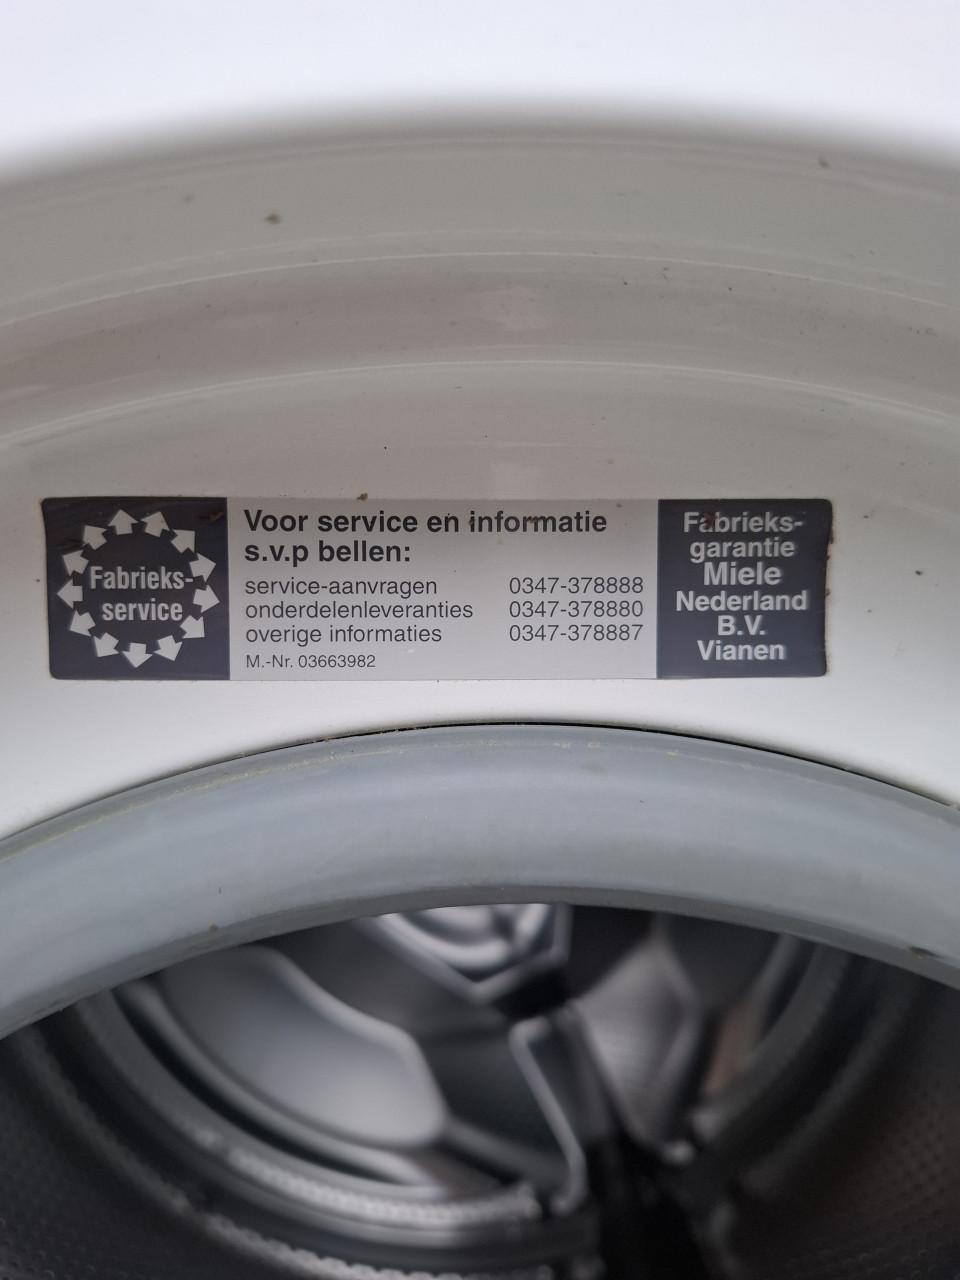 Fabrieks-
service
Voor service en informatie
s.v.p bellen:
service-aanvragen 0347-378888
onderdelenleveranties 0347-378880
overige informaties 0347-378887
M.-Nr. 03663982
Fabrieks-
garantie
Miele
Nederland
B.V.
Vianen